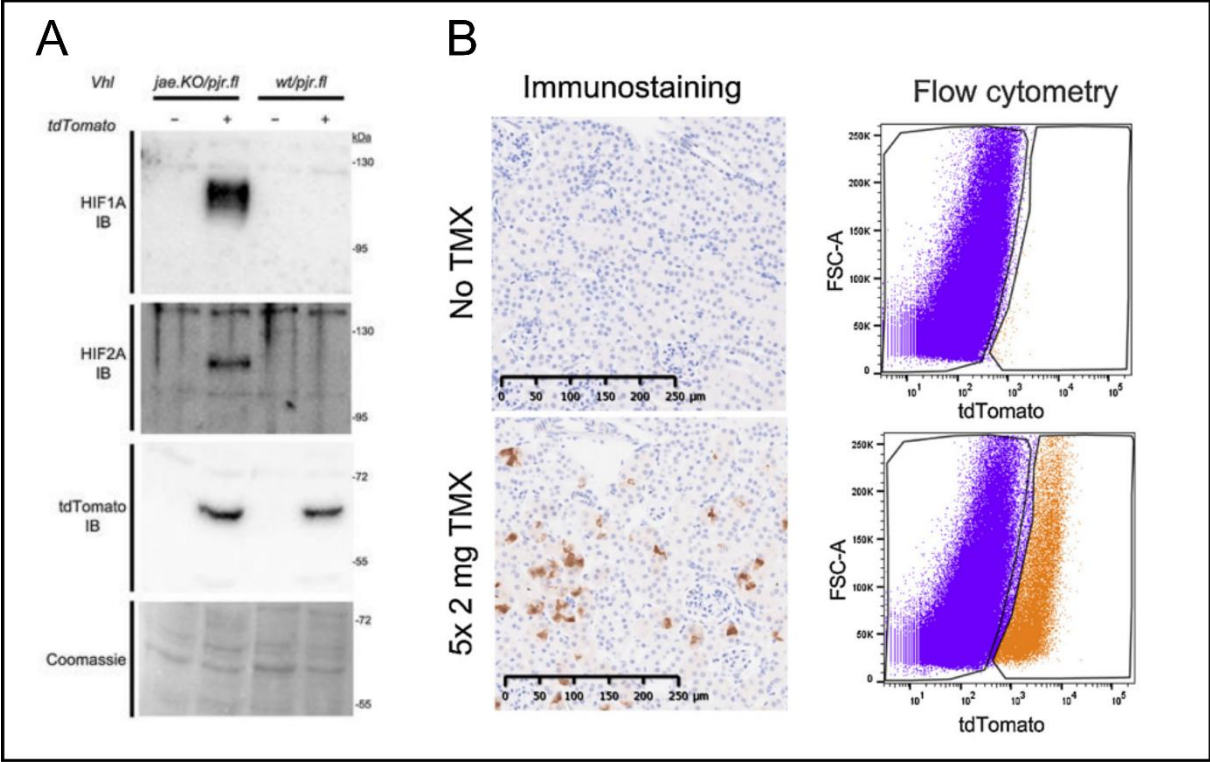 A
B
Vhl
jae.KO/pjr.fl wt/pjr.fl
tdTomato - + - +
kDa
HIF1A
IB
-130
-95
HIF2A
IB
-130
-95
tdTomato
IB
-72
-55
Coomassie
-72
-55
Immunostaining
Flow cytometry
No TMX
0 50 100 150 200 250 µm
5x 2 mg TMX
0 50 100 150 200 250 µm
FSC-A
250K
200K
150K
100K
50K
0
10¹ 10² 10³ 10⁴ 10⁵
tdTomato
FSC-A
250K
200K
150K
100K
50K
0
10¹ 10² 10³ 10⁴ 10⁵
tdTomato